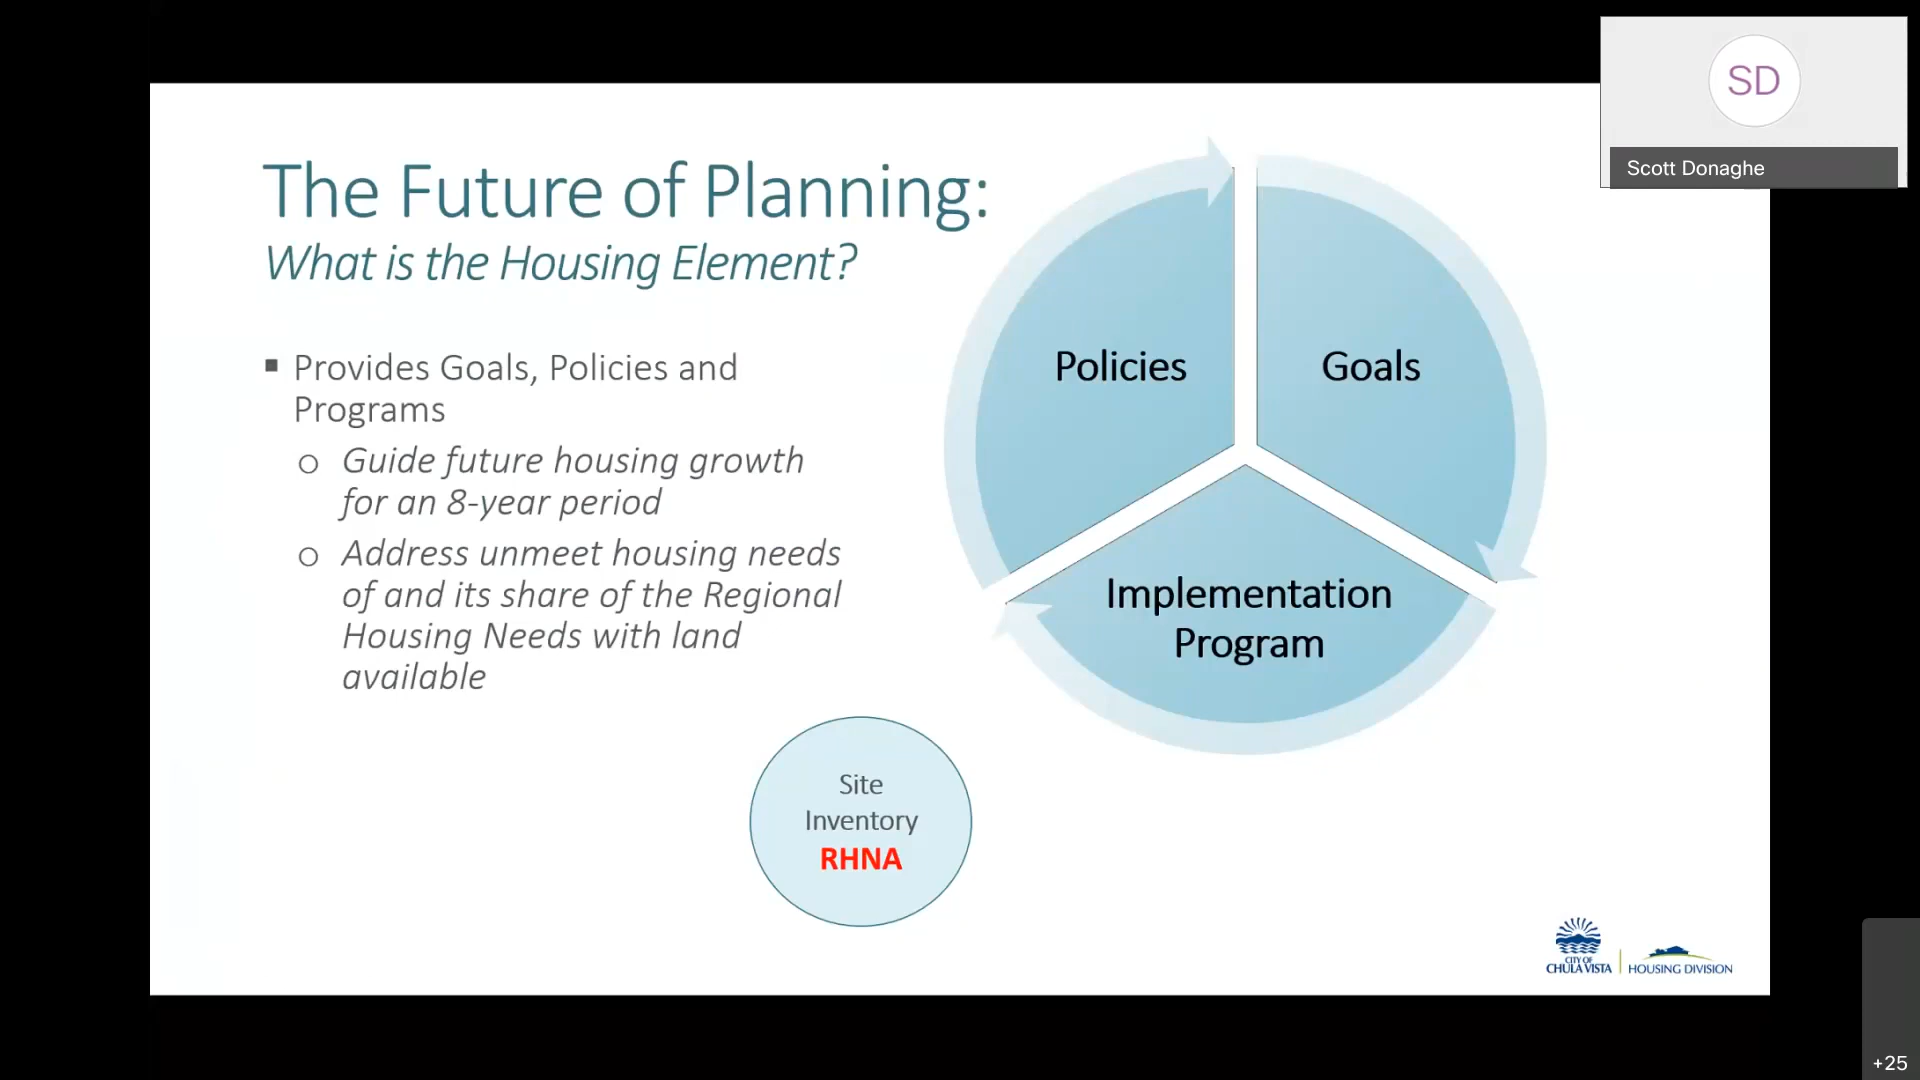 SD
Scott Donaghe
The Future of Planning:
What is the Housing Element?
▪ Provides Goals, Policies and
Programs
o Guide future housing growth
for an 8-year period
o Address unmeet housing needs
of and its share of the Regional
Housing Needs with land
available
Policies
Goals
Implementation
Program
Site
Inventory
RHNA
CITY OF
CHULA VISTA
HOUSING DIVISION
+25